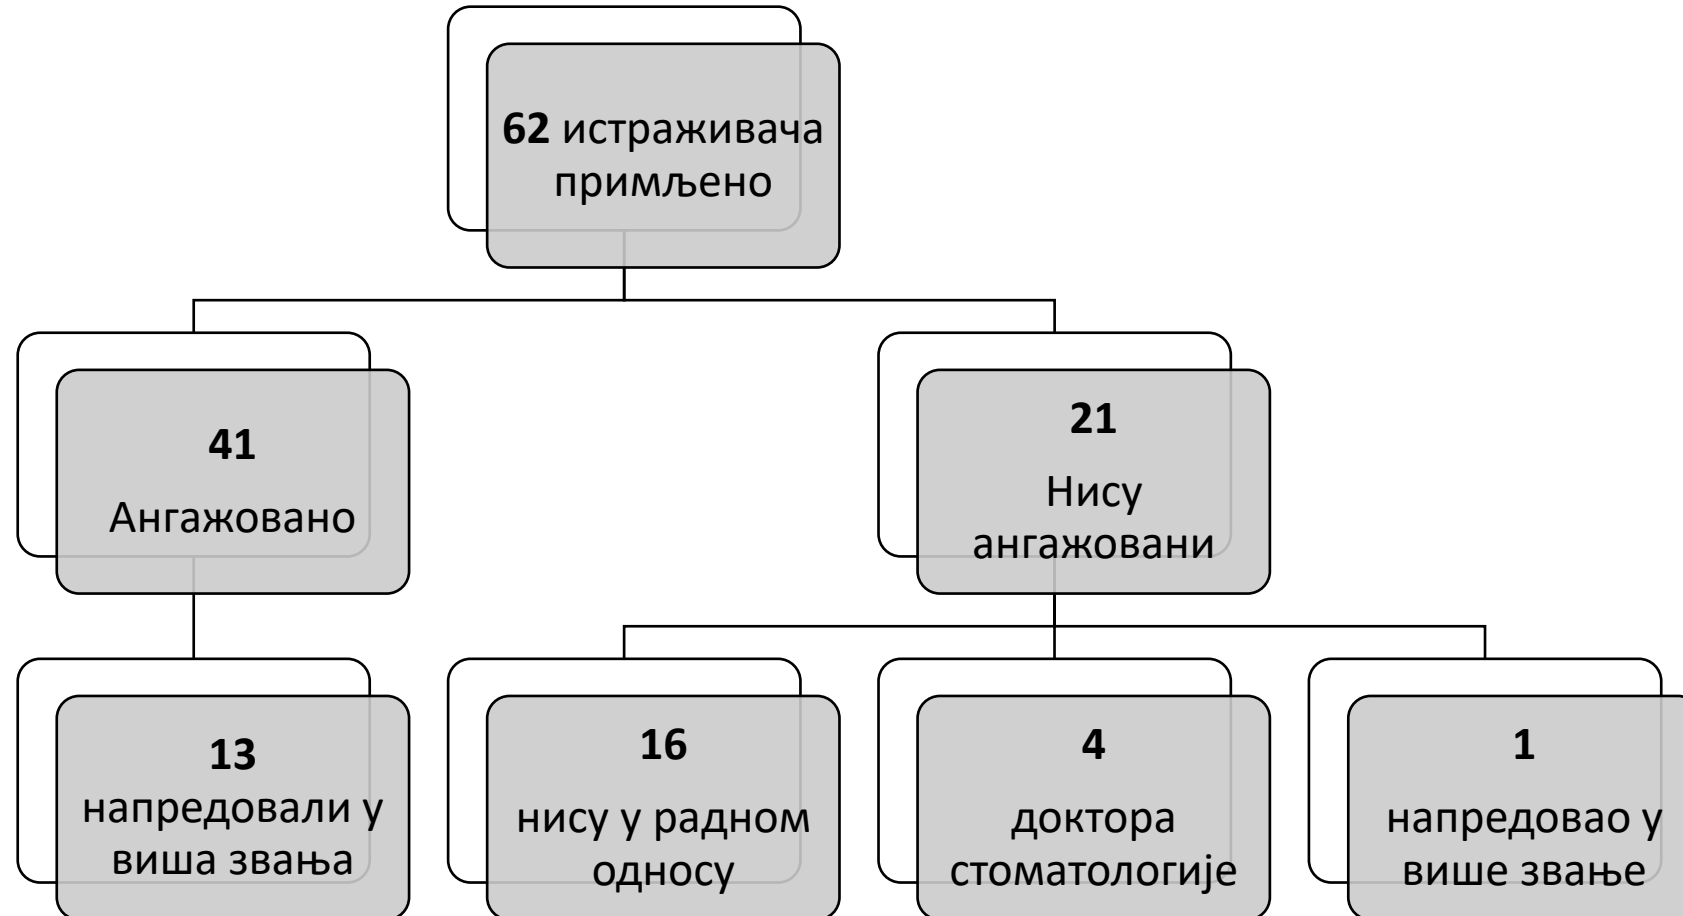 62 истраживача
примљено
41
Ангажовано
21
Нису
ангажовани
13
напредовали у
виша звања
16
нису у радном
односу
4
доктора
стоматологије
1
напредовао у
више звање